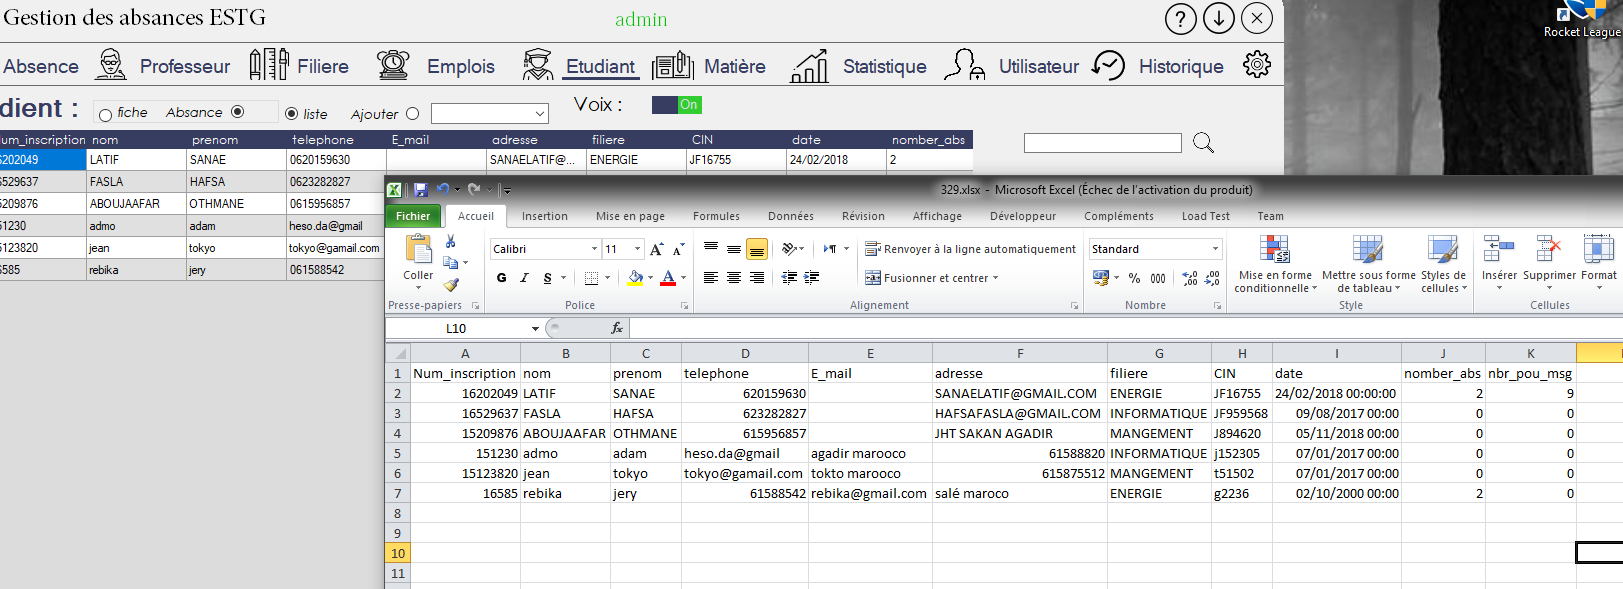 Gestion des absances ESTG
admin
Rocket League
Absence Professeur Filiere Emplois Etudiant Matière Statistique Utilisateur Historique
dient : fiche Absance liste Ajouter Voix : On
um_inscription nom prenom telephone E_mail adresse filiere CIN date nomber_abs
6202049 LATIF SANAE 0620159630 SANAELATIF@... ENERGIE JF16755 24/02/2018 2
6529637 FASLA HAFSA 0623282827
5209876 ABOUJAAFAR OTHMANE 0615956857
51230 admo adam heso.da@gmail
5123820 jean tokyo tokyo@gamail.com
6585 rebika jery 061588542
329.xlsx - Microsoft Excel (Échec de l'activation du produit)
Fichier Accueil Insertion Mise en page Formules Données Révision Affichage Développeur Compléments Load Test Team
Coller Calibri 11 Renvoyer à la ligne automatiquement Standard
G I S Fusionner et centrer % 000
Mise en forme conditionnelle Mettre sous forme de tableau Styles de cellules Insérer Supprimer Format
Presse-papiers Police Alignement Nombre Style Cellules
L10 fx
A B C D E F G H I J K
1 Num_inscription nom prenom telephone E_mail adresse filiere CIN date nomber_abs nbr_pou_msg
2 16202049 LATIF SANAE 620159630 SANAELATIF@GMAIL.COM ENERGIE JF16755 24/02/2018 00:00:00 2 9
3 16529637 FASLA HAFSA 623282827 HAFSAFASLA@GMAIL.COM INFORMATIQUE JF959568 09/08/2017 00:00 0 0
4 15209876 ABOUJAAFAR OTHMANE 615956857 JHT SAKAN AGADIR MANGEMENT J894620 05/11/2018 00:00 0 0
5 151230 admo adam heso.da@gmail agadir marooco 61588820 INFORMATIQUE j152305 07/01/2017 00:00 0 0
6 15123820 jean tokyo tokyo@gamail.com tokto marooco 615875512 MANGEMENT t51502 07/01/2017 00:00 0 0
7 16585 rebika jery 61588542 rebika@gmail.com salé maroco ENERGIE g2236 02/10/2000 00:00 2 0
8
9
10
11